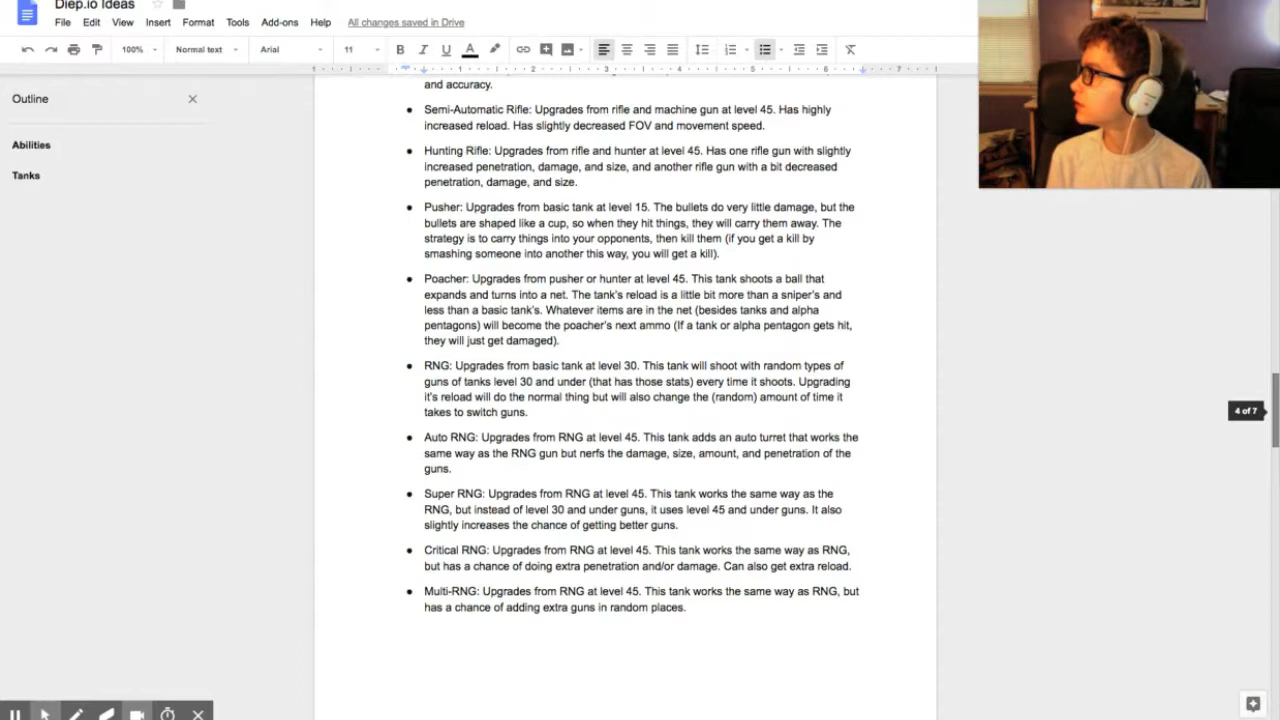 Diep.io Ideas
File Edit View Insert Format Tools Add-ons Help All changes saved in Drive
100% Normal text Arial 11 B I U A
1 1 2 3 4 5 6 7
Outline
Abilities
Tanks
and accuracy.
● Semi-Automatic Rifle: Upgrades from rifle and machine gun at level 45. Has highly
increased reload. Has slightly decreased FOV and movement speed.
● Hunting Rifle: Upgrades from rifle and hunter at level 45. Has one rifle gun with slightly
increased penetration, damage, and size, and another rifle gun with a bit decreased
penetration, damage, and size.
● Pusher: Upgrades from basic tank at level 15. The bullets do very little damage, but the
bullets are shaped like a cup, so when they hit things, they will carry them away. The
strategy is to carry things into your opponents, then kill them (if you get a kill by
smashing someone into another this way, you will get a kill).
● Poacher: Upgrades from pusher or hunter at level 45. This tank shoots a ball that
expands and turns into a net. The tank's reload is a little bit more than a sniper's and
less than a basic tank's. Whatever items are in the net (besides tanks and alpha
pentagons) will become the poacher's next ammo (If a tank or alpha pentagon gets hit,
they will just get damaged).
● RNG: Upgrades from basic tank at level 30. This tank will shoot with random types of
guns of tanks level 30 and under (that has those stats) every time it shoots. Upgrading
it's reload will do the normal thing but will also change the (random) amount of time it
takes to switch guns.
● Auto RNG: Upgrades from RNG at level 45. This tank adds an auto turret that works the
same way as the RNG gun but nerfs the damage, size, amount, and penetration of the
guns.
● Super RNG: Upgrades from RNG at level 45. This tank works the same way as the
RNG, but instead of level 30 and under guns, it uses level 45 and under guns. It also
slightly increases the chance of getting better guns.
● Critical RNG: Upgrades from RNG at level 45. This tank works the same way as RNG,
but has a chance of doing extra penetration and/or damage. Can also get extra reload.
● Multi-RNG: Upgrades from RNG at level 45. This tank works the same way as RNG, but
has a chance of adding extra guns in random places.
4 of 7